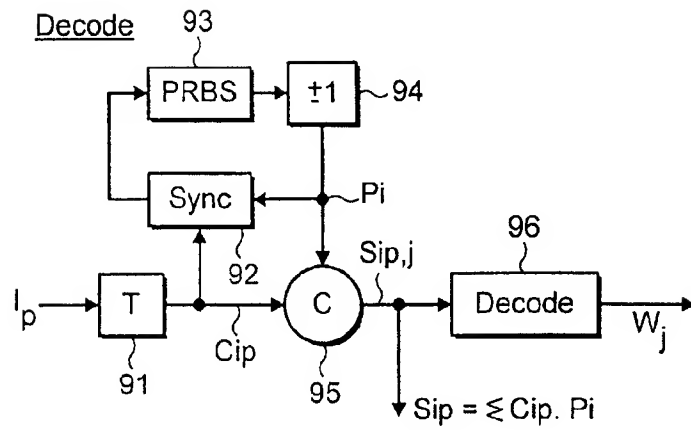 Decode
93
PRBS
±1
94
Pi
Sync
92
Sip,j
96
Ip
T
Cip
C
Decode
Wj
91
95
Sip = ≤ Cip. Pi